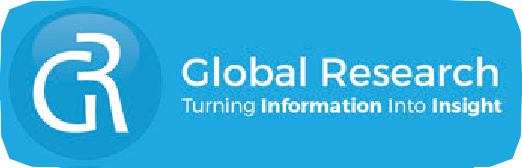 GR
Global Research
Turning Information Into Insight